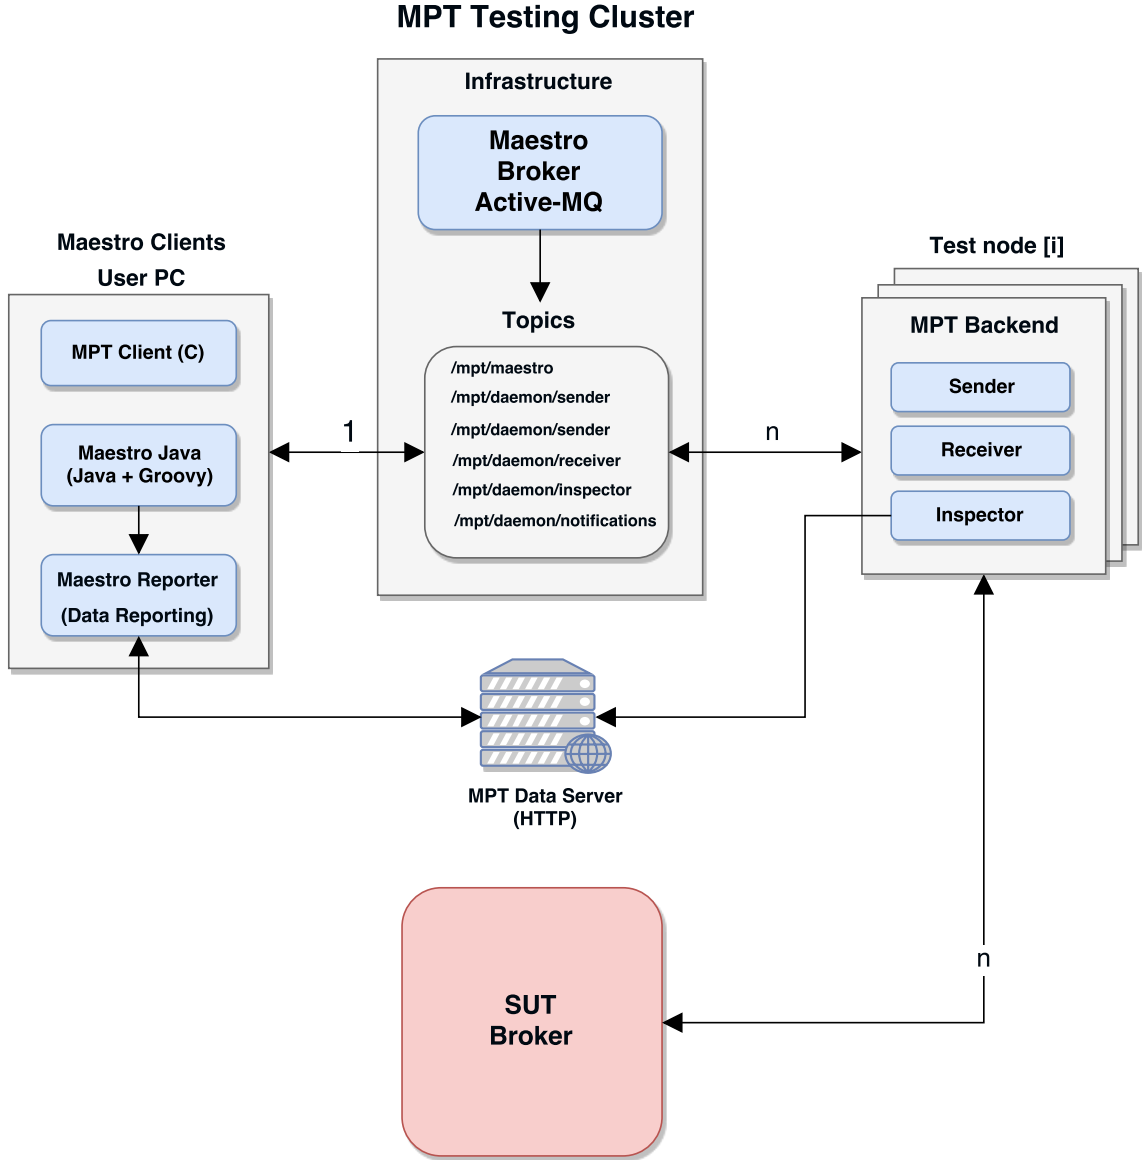 MPT Testing Cluster
Infrastructure
Maestro
Broker
Active-MQ
Topics
/mpt/maestro
/mpt/daemon/sender
/mpt/daemon/sender
/mpt/daemon/receiver
/mpt/daemon/inspector
/mpt/daemon/notifications
Maestro Clients
User PC
MPT Client (C)
Maestro Java
(Java + Groovy)
Maestro Reporter
(Data Reporting)
1
n
Test node [i]
MPT Backend
Sender
Receiver
Inspector
MPT Data Server
(HTTP)
n
SUT
Broker